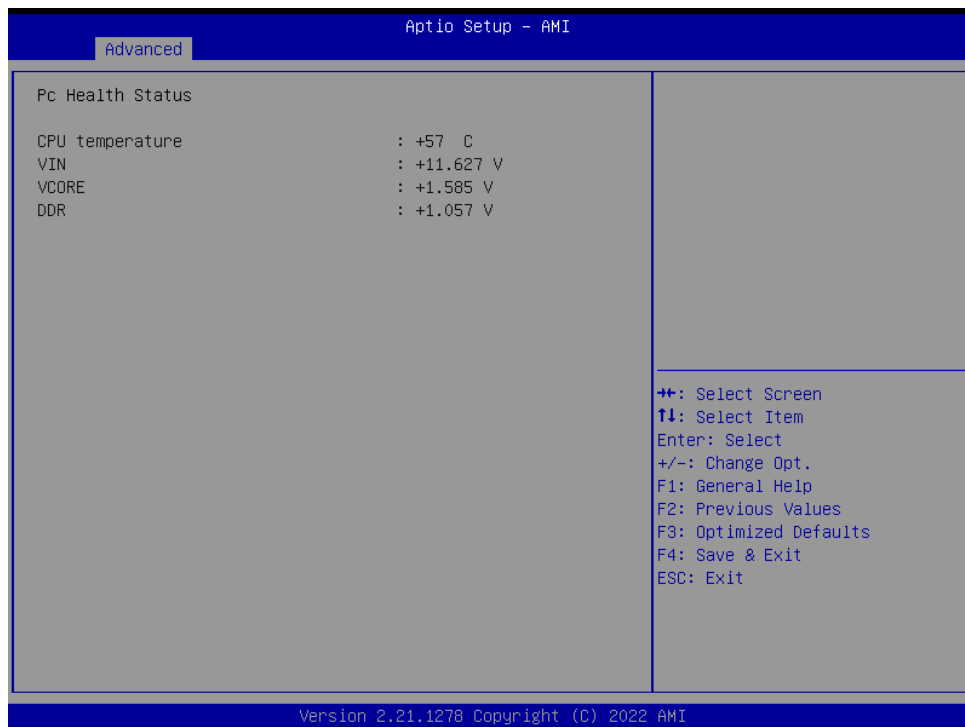 Aptio Setup – AMI
Advanced
Pc Health Status
CPU temperature : +57 C
VIN : +11.627 V
VCORE : +1.585 V
DDR : +1.057 V
→←: Select Screen
↑↓: Select Item
Enter: Select
+/-: Change Opt.
F1: General Help
F2: Previous Values
F3: Optimized Defaults
F4: Save & Exit
ESC: Exit
Version 2.21.1278 Copyright (C) 2022 AMI